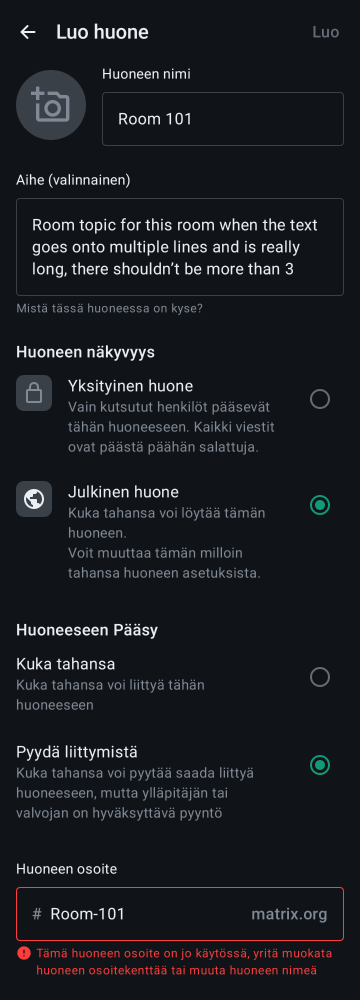 Luo huone
Luo
Huoneen nimi
Room 101
Aihe (valinnainen)
Room topic for this room when the text
goes onto multiple lines and is really
long, there shouldn’t be more than 3
Mistä tässä huoneessa on kyse?
Huoneen näkyvyys
Yksityinen huone
Vain kutsutut henkilöt pääsevät
tähän huoneeseen. Kaikki viestit
ovat päästä päähän salattuja.
Julkinen huone
Kuka tahansa voi löytää tämän
huoneen.
Voit muuttaa tämän milloin
tahansa huoneen asetuksista.
Huoneeseen Pääsy
Kuka tahansa
Kuka tahansa voi liittyä tähän
huoneeseen
Pyydä liittymistä
Kuka tahansa voi pyytää saada liittyä
huoneeseen, mutta ylläpitäjän tai
valvojan on hyväksyttävä pyyntö
Huoneen osoite
# Room-101 matrix.org
Tämä huoneen osoite on jo käytössä, yritä muokata
huoneen osoitekenttää tai muuta huoneen nimeä